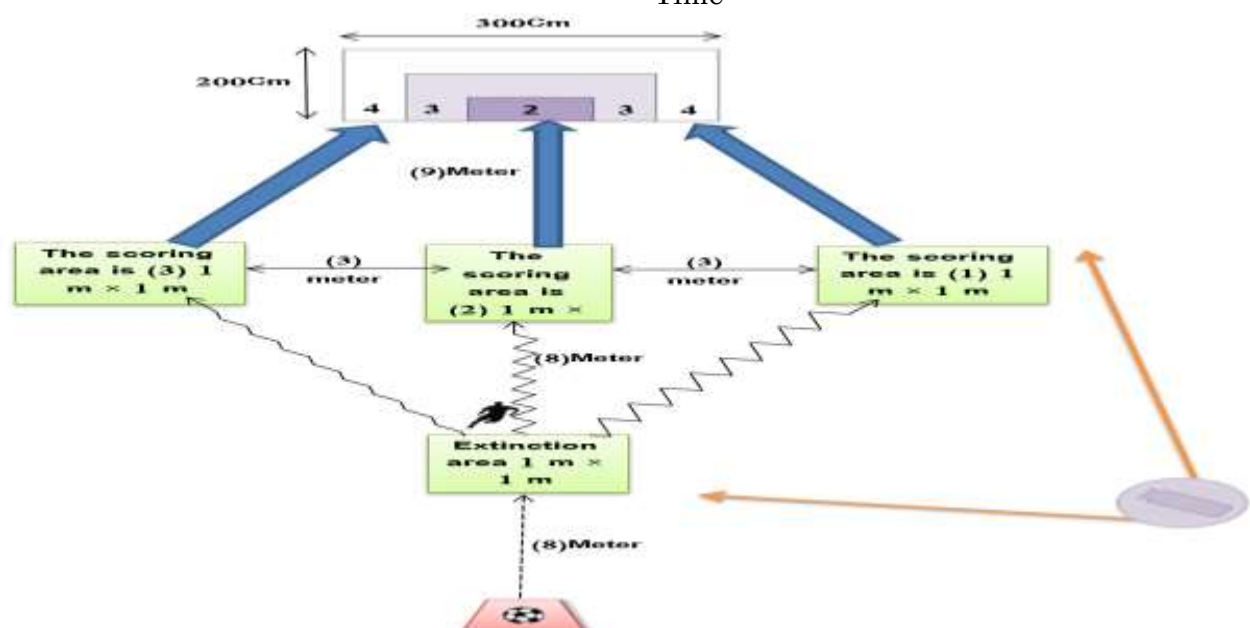 Time
300Cm
200Cm
4 3 2 3 4
(9)Meter
The scoring
area is (3) 1
m × 1 m
(3)
meter
The
scoring
area is
(2) 1 m ×
(3)
meter
The scoring
area is (1) 1
m × 1 m
(8)Meter
Extinction
area 1 m ×
1 m
(8)Meter